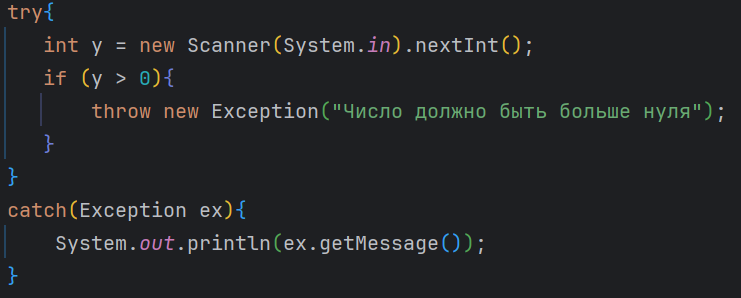 try{
int y = new Scanner(System.in).nextInt();
if (y > 0){
throw new Exception("Число должно быть больше нуля");
}
}
catch(Exception ex){
System.out.println(ex.getMessage());
}